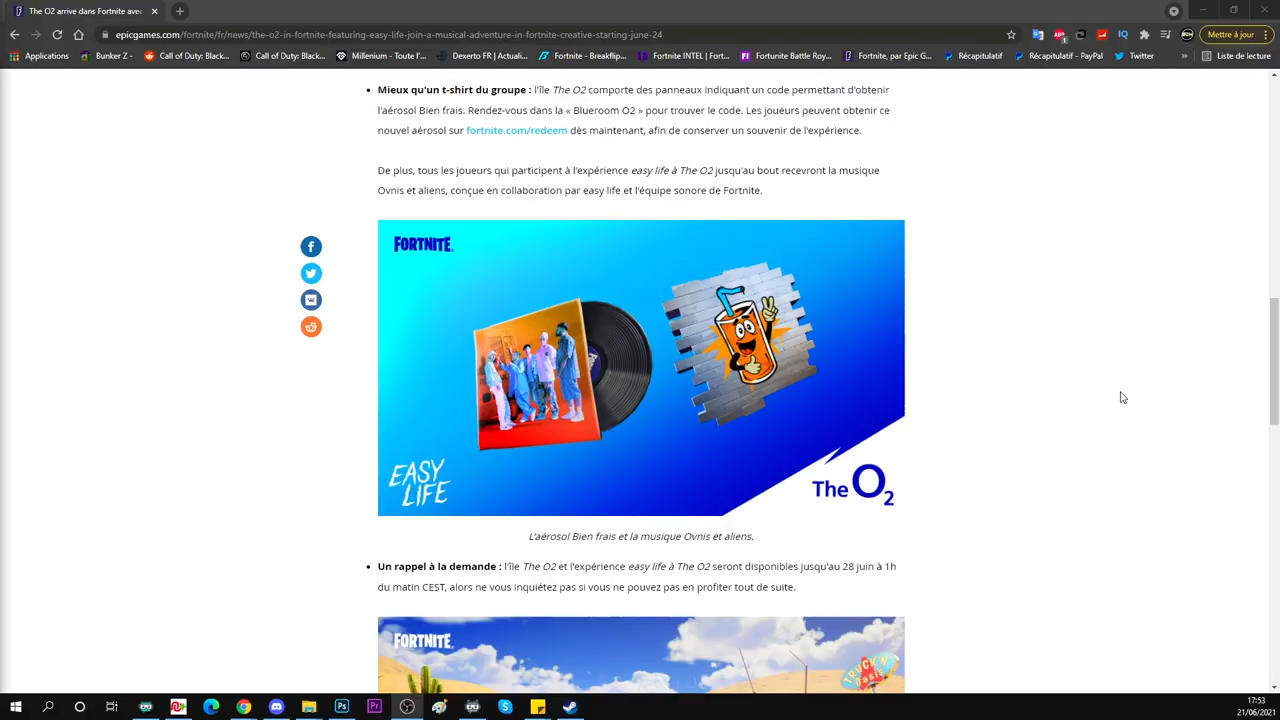 The O2 arrive dans Fortnite avec
epicgames.com/fortnite/fr/news/the-o2-in-fortnite-featuring-easy-life-join-a-musical-adventure-in-fortnite-creative-starting-june-24
Mettre à jour
Applications
Bunker Z -
Call of Duty: Black...
Call of Duty: Black...
Millenium - Toute l'...
Dexerto FR | Actuali...
Fortnite - Breakflip...
Fortnite INTEL | Fort...
Fortunite Battle Roy...
Fortnite, par Epic G...
Récapitulatif
Récapitulatif - PayPal
Twitter
»
Liste de lecture
• Mieux qu'un t-shirt du groupe : l'île The O2 comporte des panneaux indiquant un code permettant d'obtenir
l'aérosol Bien frais. Rendez-vous dans la « Blueroom O2 » pour trouver le code. Les joueurs peuvent obtenir ce
nouvel aérosol sur fortnite.com/redeem dès maintenant, afin de conserver un souvenir de l'expérience.
De plus, tous les joueurs qui participent à l'expérience easy life à The O2 jusqu'au bout recevront la musique
Ovnis et aliens, conçue en collaboration par easy life et l'équipe sonore de Fortnite.
FORTNITE
EASY
LIFE
The O2
L'aérosol Bien frais et la musique Ovnis et aliens.
• Un rappel à la demande : l'île The O2 et l'expérience easy life à The O2 seront disponibles jusqu'au 28 juin à 1h
du matin CEST, alors ne vous inquiétez pas si vous ne pouvez pas en profiter tout de suite.
FORTNITE
TRUCK N'
Oasis
17:53
21/06/2021